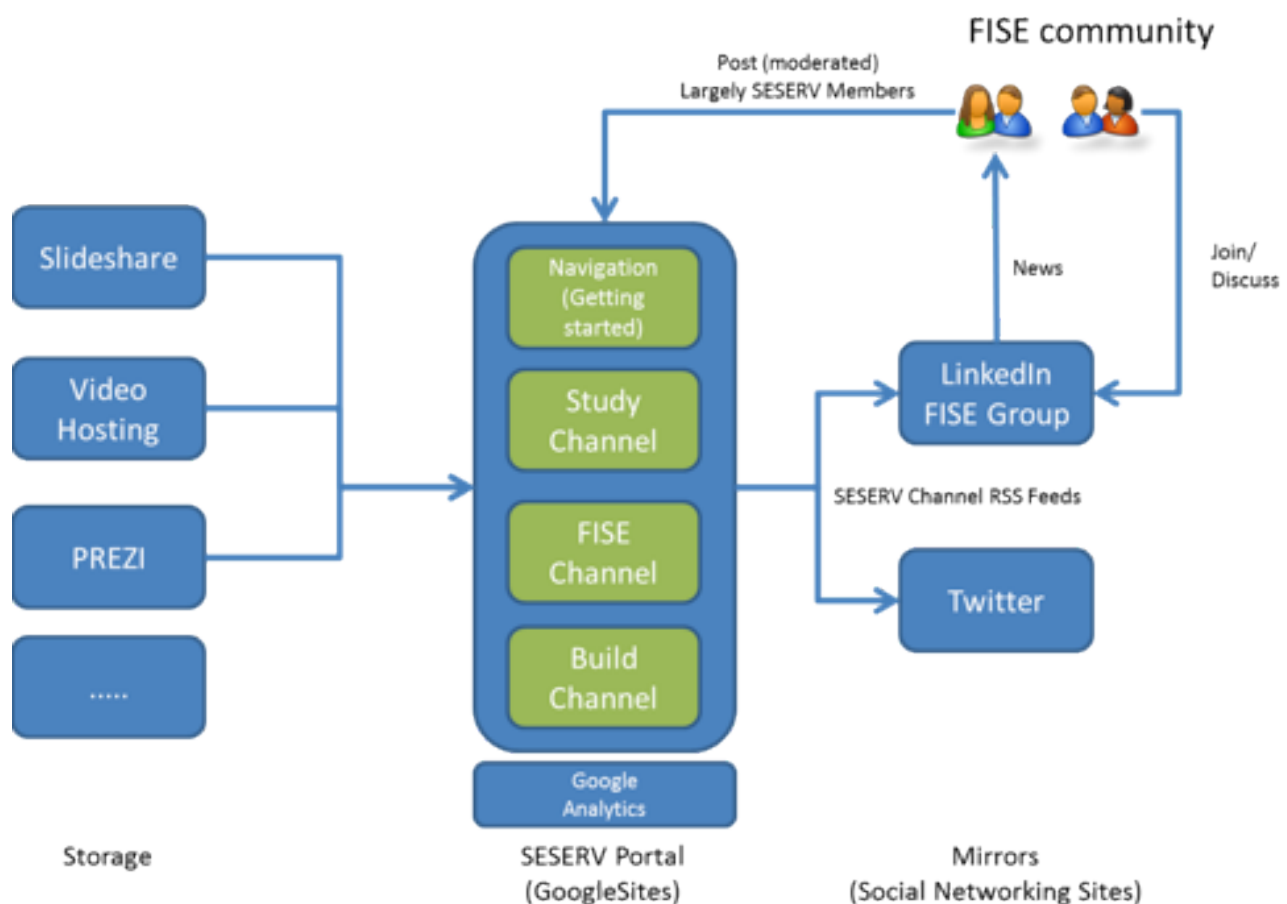 FISE community
Post (moderated)
Largely SESERV Members
Slideshare
Video
Hosting
PREZI
.....
Navigation
(Getting
started)
Study
Channel
FISE
Channel
Build
Channel
Google
Analytics
News
Join/
Discuss
LinkedIn
FISE Group
SESERV Channel RSS Feeds
Twitter
Storage
SESERV Portal
(GoogleSites)
Mirrors
(Social Networking Sites)